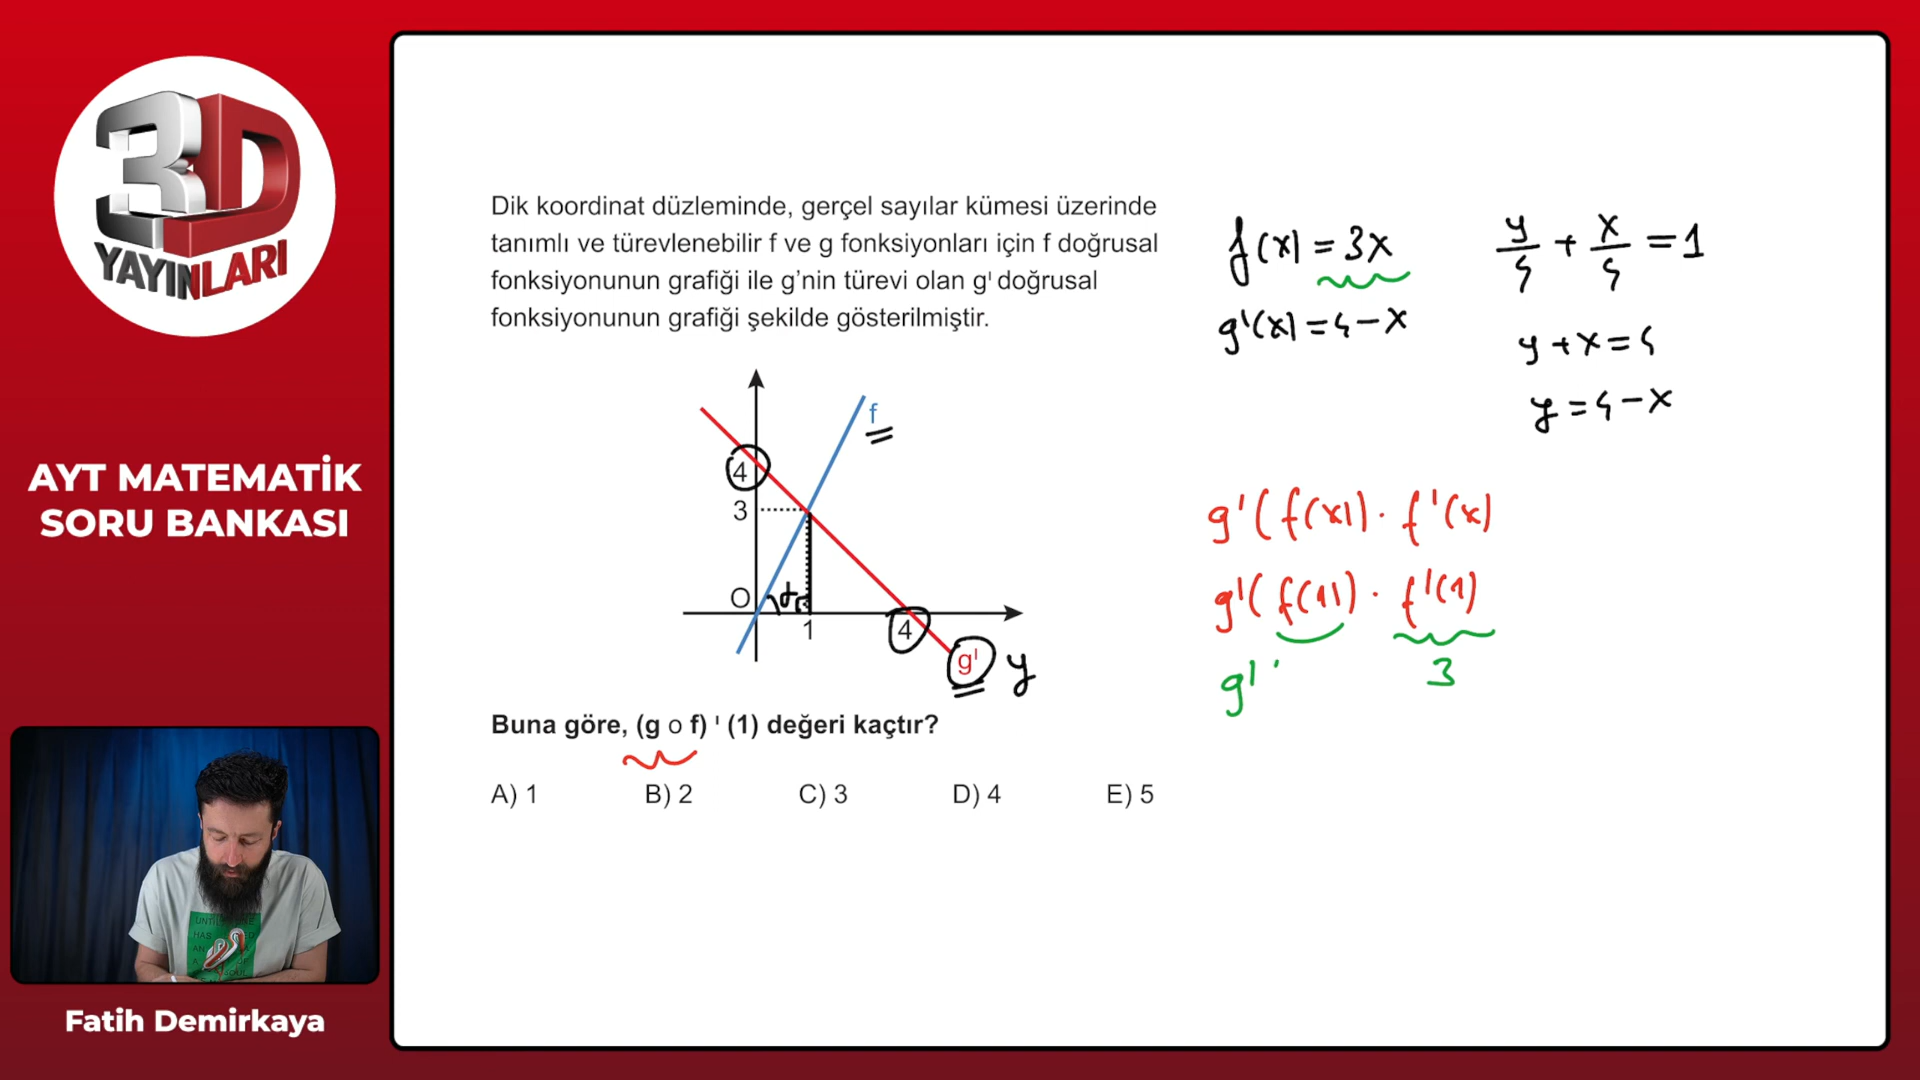 3D
YAYINLARI
AYT MATEMATİK
SORU BANKASI
Fatih Demirkaya
Dik koordinat düzleminde, gerçel sayılar kümesi üzerinde
tanımlı ve türevlenebilir f ve g fonksiyonları için f doğrusal
fonksiyonunun grafiği ile g'nin türevi olan g' doğrusal
fonksiyonunun grafiği şekilde gösterilmiştir.
f
4
3
O
α
1
4
g'
y
Buna göre, (g o f) ' (1) değeri kaçtır?
A) 1 B) 2 C) 3 D) 4 E) 5
f(x) = 3x
g'(x) = 4-x
y/4 + x/4 = 1
y+x=4
y=4-x
g'(f(x)). f'(x)
g'(f(1)). f'(1)
g'
3